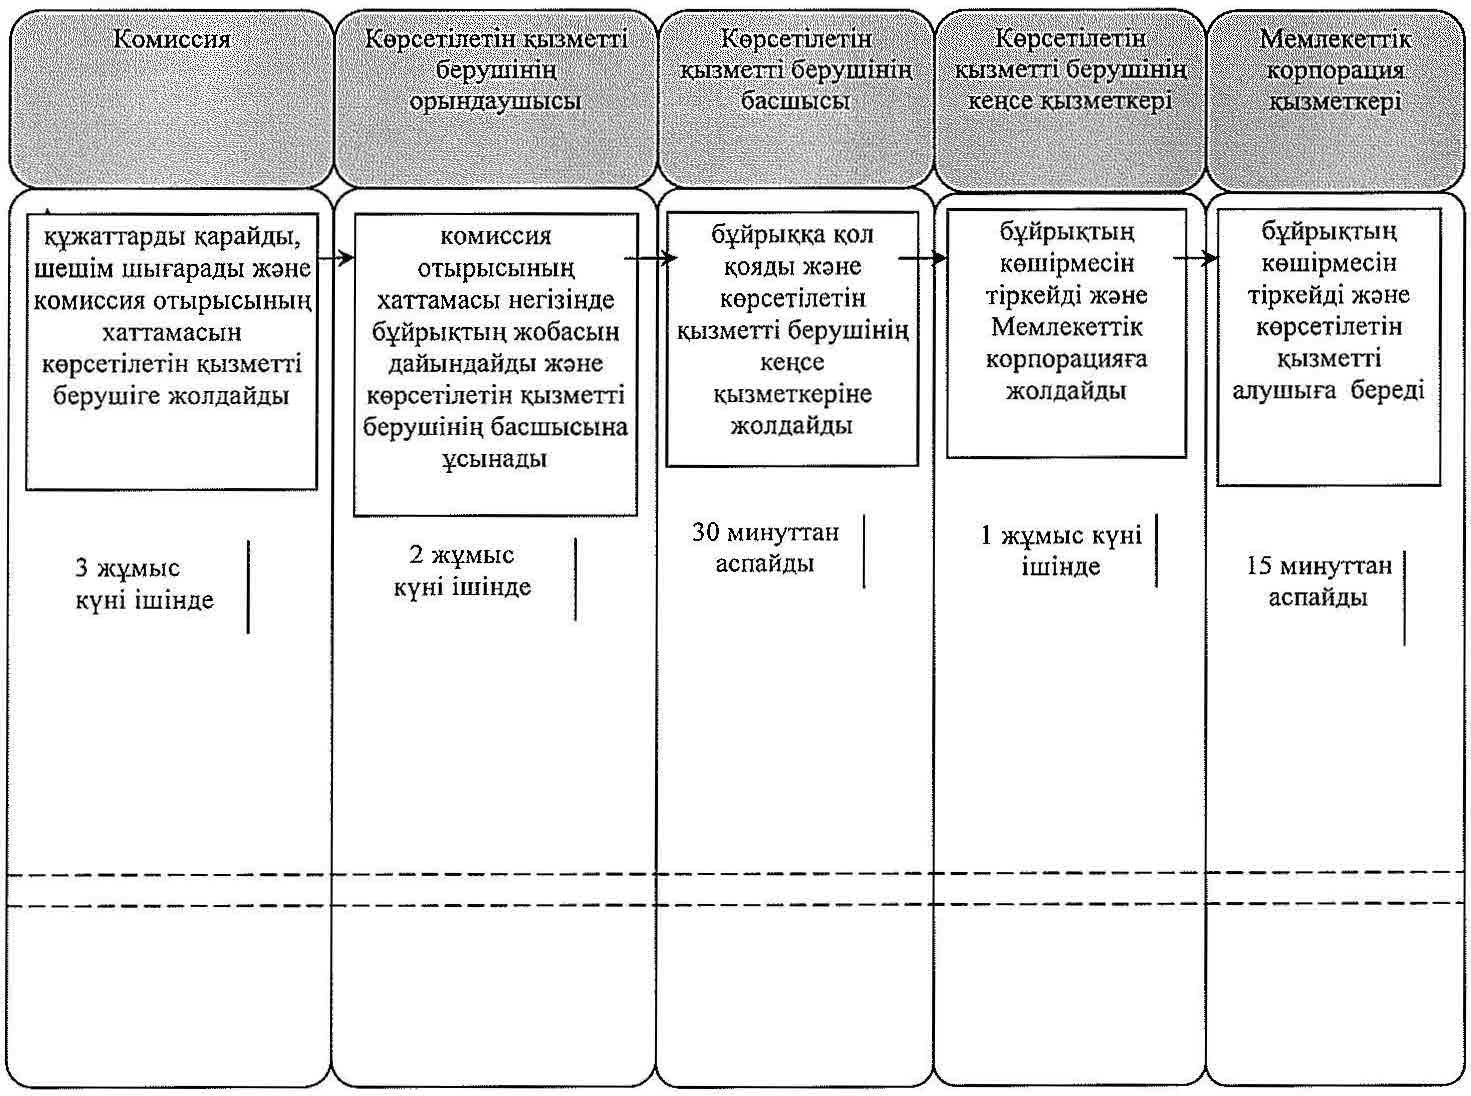 Комиссия
Көрсетілетін қызметті
берушінің
орындаушысы
Көрсетілетін
қызметті берушінің
басшысы
Көрсетілетін
қызметті берушінің
кеңсе қызметкері
Мемлекеттік
корпорация
қызметкері
құжаттарды қарайды,
шешім шығарады және
комиссия отырысының
хаттамасын
көрсетілетін қызметті
берушіге жолдайды
комиссия
отырысының
хаттамасы негізінде
бұйрықтың жобасын
дайындайды және
көрсетілетін қызметті
берушінің басшысына
ұсынады
бұйрыққа қол
қояды және
көрсетілетін
қызметті берушінің
кеңсе
қызметкеріне
жолдайды
бұйрықтың
көшірмесін
тіркейді және
Мемлекеттік
корпорацияға
жолдайды
бұйрықтың
көшірмесін
тіркейді және
көрсетілетін
қызметті
алушыға береді
3 жұмыс
күні ішінде
2 жұмыс
күні ішінде
30 минуттан
аспайды
1 жұмыс күні
ішінде
15 минуттан
аспайды